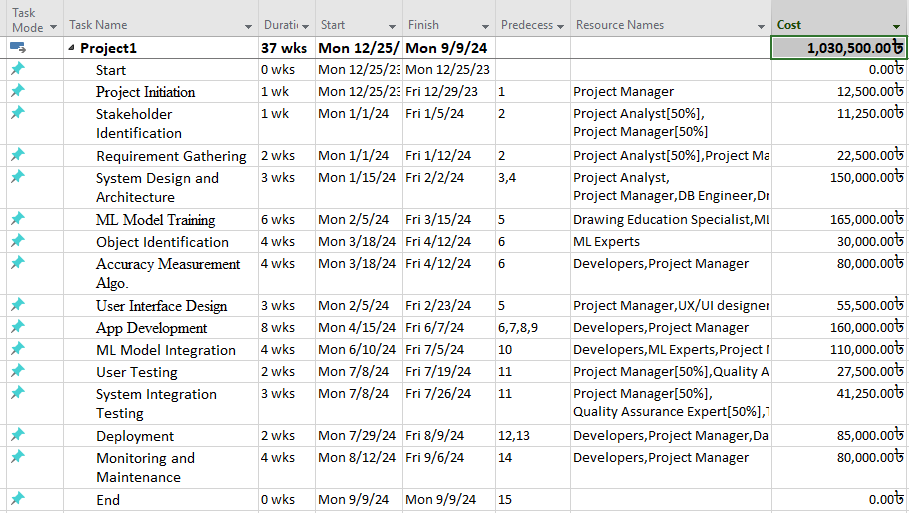 Task Mode Task Name Duratio Start Finish Predecess Resource Names Cost
Project1 37 wks Mon 12/25/ Mon 9/9/24 1,030,500.00৳
Start 0 wks Mon 12/25/23 Mon 12/25/23 0.00৳
Project Initiation 1 wk Mon 12/25/23 Fri 12/29/23 1 Project Manager 12,500.00৳
Stakeholder Identification 1 wk Mon 1/1/24 Fri 1/5/24 2 Project Analyst[50%], Project Manager[50%] 11,250.00৳
Requirement Gathering 2 wks Mon 1/1/24 Fri 1/12/24 2 Project Analyst[50%],Project Ma 22,500.00৳
System Design and Architecture 3 wks Mon 1/15/24 Fri 2/2/24 3,4 Project Analyst, Project Manager,DB Engineer,Dr 150,000.00৳
ML Model Training 6 wks Mon 2/5/24 Fri 3/15/24 5 Drawing Education Specialist,ML 165,000.00৳
Object Identification 4 wks Mon 3/18/24 Fri 4/12/24 6 ML Experts 30,000.00৳
Accuracy Measurement Algo. 4 wks Mon 3/18/24 Fri 4/12/24 6 Developers,Project Manager 80,000.00৳
User Interface Design 3 wks Mon 2/5/24 Fri 2/23/24 5 Project Manager,UX/UI designer 55,500.00৳
App Development 8 wks Mon 4/15/24 Fri 6/7/24 6,7,8,9 Developers,Project Manager 160,000.00৳
ML Model Integration 4 wks Mon 6/10/24 Fri 7/5/24 10 Developers,ML Experts,Project 110,000.00৳
User Testing 2 wks Mon 7/8/24 Fri 7/19/24 11 Project Manager[50%],Quality A 27,500.00৳
System Integration Testing 3 wks Mon 7/8/24 Fri 7/26/24 11 Project Manager[50%], Quality Assurance Expert[50%], 41,250.00৳
Deployment 2 wks Mon 7/29/24 Fri 8/9/24 12,13 Developers,Project Manager,Da 85,000.00৳
Monitoring and Maintenance 4 wks Mon 8/12/24 Fri 9/6/24 14 Developers,Project Manager 80,000.00৳
End 0 wks Mon 9/9/24 Mon 9/9/24 15 0.00৳